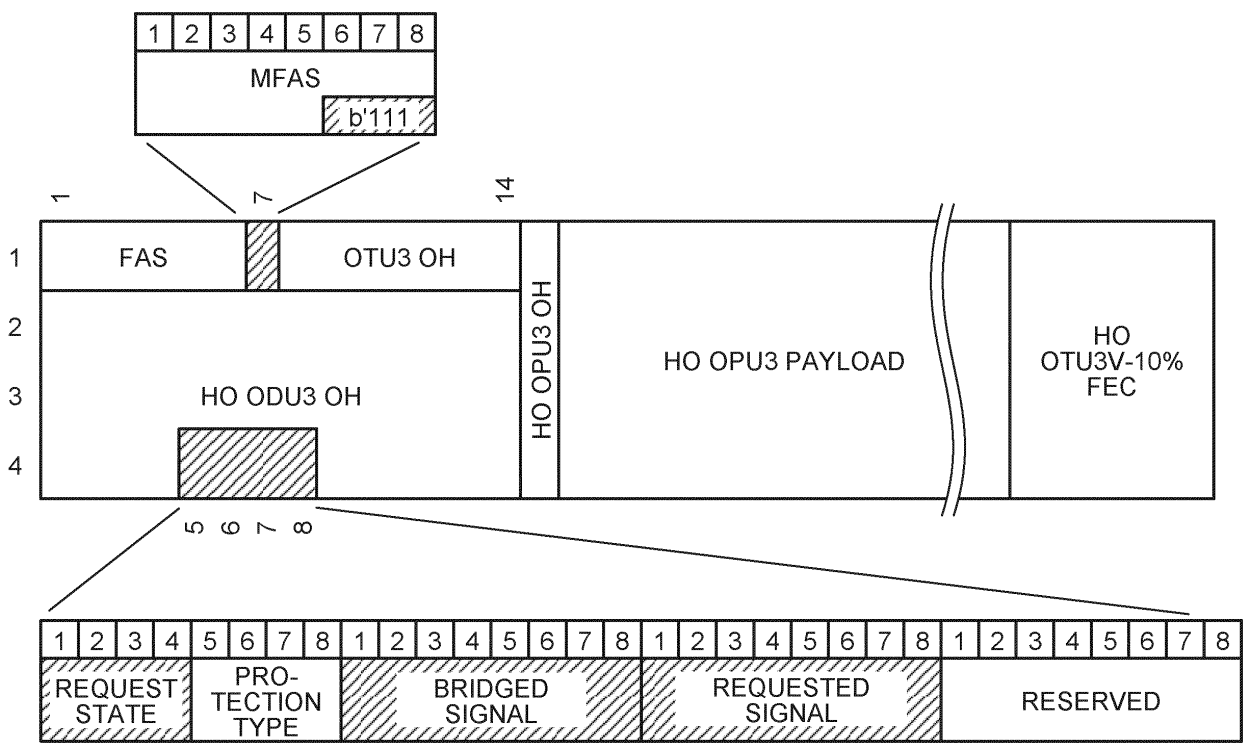 1 2 3 4 5 6 7 8
MFAS
b'111
1 7 14
1 FAS OTU3 OH
2
3 HO ODU3 OH
4
HO OPU3 OH
HO OPU3 PAYLOAD
HO
OTU3V-10%
FEC
5 6 7 8
1 2 3 4 5 6 7 8 1 2 3 4 5 6 7 8 1 2 3 4 5 6 7 8 1 2 3 4 5 6 7 8
REQUEST
STATE
PRO-
TECTION
TYPE
BRIDGED
SIGNAL
REQUESTED
SIGNAL
RESERVED